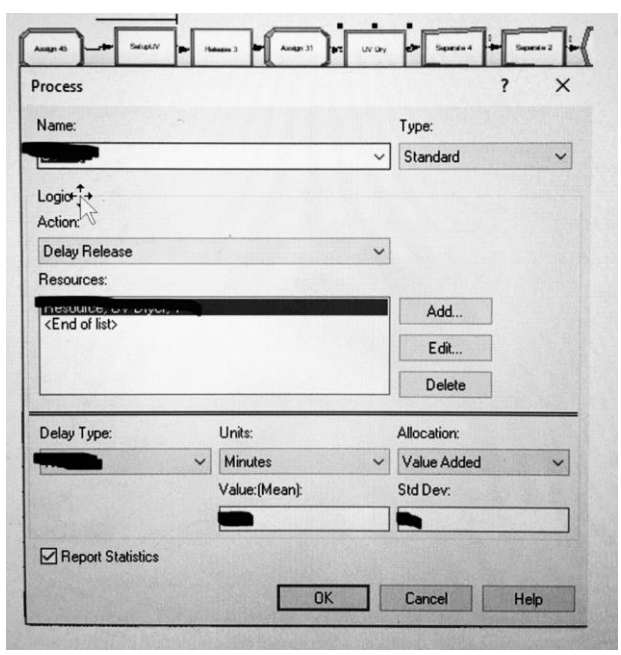 Assign 45 SetupUV Release 3 Assign 31 UV Dry Separate 4 Separate 2
Process ? X
Name: Type:
Standard
Logic
Action:
Delay Release
Resources:
<End of list>
Add...
Edit...
Delete
Delay Type: Units: Allocation:
Minutes Value Added
Value:(Mean): Std Dev:
Report Statistics
OK Cancel Help